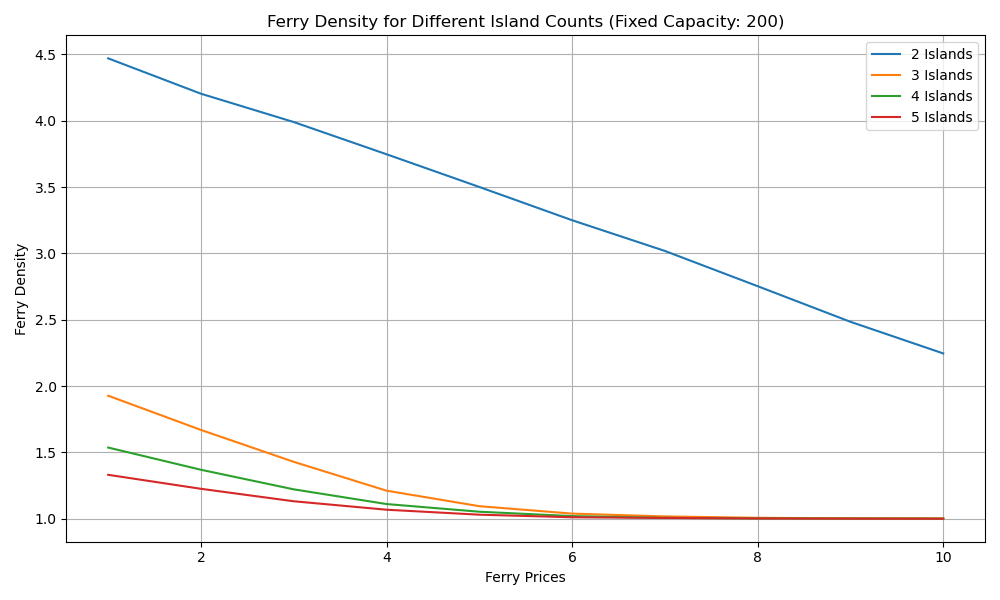 Ferry Density for Different Island Counts (Fixed Capacity: 200)
2 Islands
3 Islands
4 Islands
5 Islands
Ferry Density
4.5
4.0
3.5
3.0
2.5
2.0
1.5
1.0
2 4 6 8 10
Ferry Prices